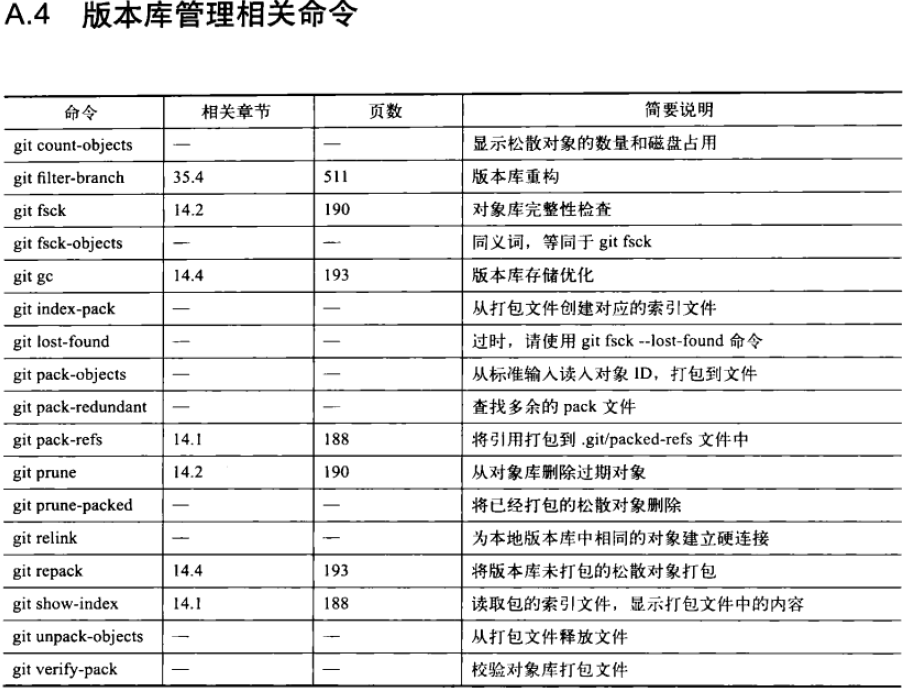 A.4 版本库管理相关命令
命令 相关章节 页数 简要说明
git count-objects — — 显示松散对象的数量和磁盘占用
git filter-branch 35.4 511 版本库重构
git fsck 14.2 190 对象库完整性检查
git fsck-objects — — 同义词，等同于 git fsck
git gc 14.4 193 版本库存储优化
git index-pack — — 从打包文件创建对应的索引文件
git lost-found — — 过时，请使用 git fsck --lost-found 命令
git pack-objects — — 从标准输入读入对象 ID，打包到文件
git pack-redundant — — 查找多余的 pack 文件
git pack-refs 14.1 188 将引用打包到 .git/packed-refs 文件中
git prune 14.2 190 从对象库删除过期对象
git prune-packed — — 将已经打包的松散对象删除
git relink — — 为本地版本库中相同的对象建立硬连接
git repack 14.4 193 将版本库未打包的松散对象打包
git show-index 14.1 188 读取包的索引文件，显示打包文件中的内容
git unpack-objects — — 从打包文件释放文件
git verify-pack — — 校验对象库打包文件